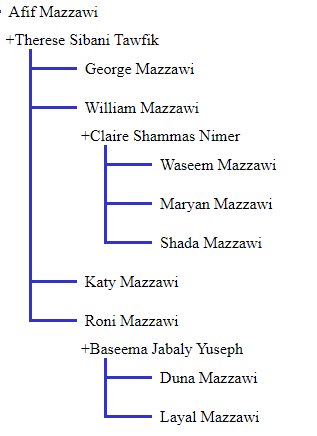 Afif Mazzawi
+Therese Sibani Tawfik
George Mazzawi
William Mazzawi
+Claire Shammas Nimer
Waseem Mazzawi
Maryan Mazzawi
Shada Mazzawi
Katy Mazzawi
Roni Mazzawi
+Baseema Jabaly Yuseph
Duna Mazzawi
Layal Mazzawi